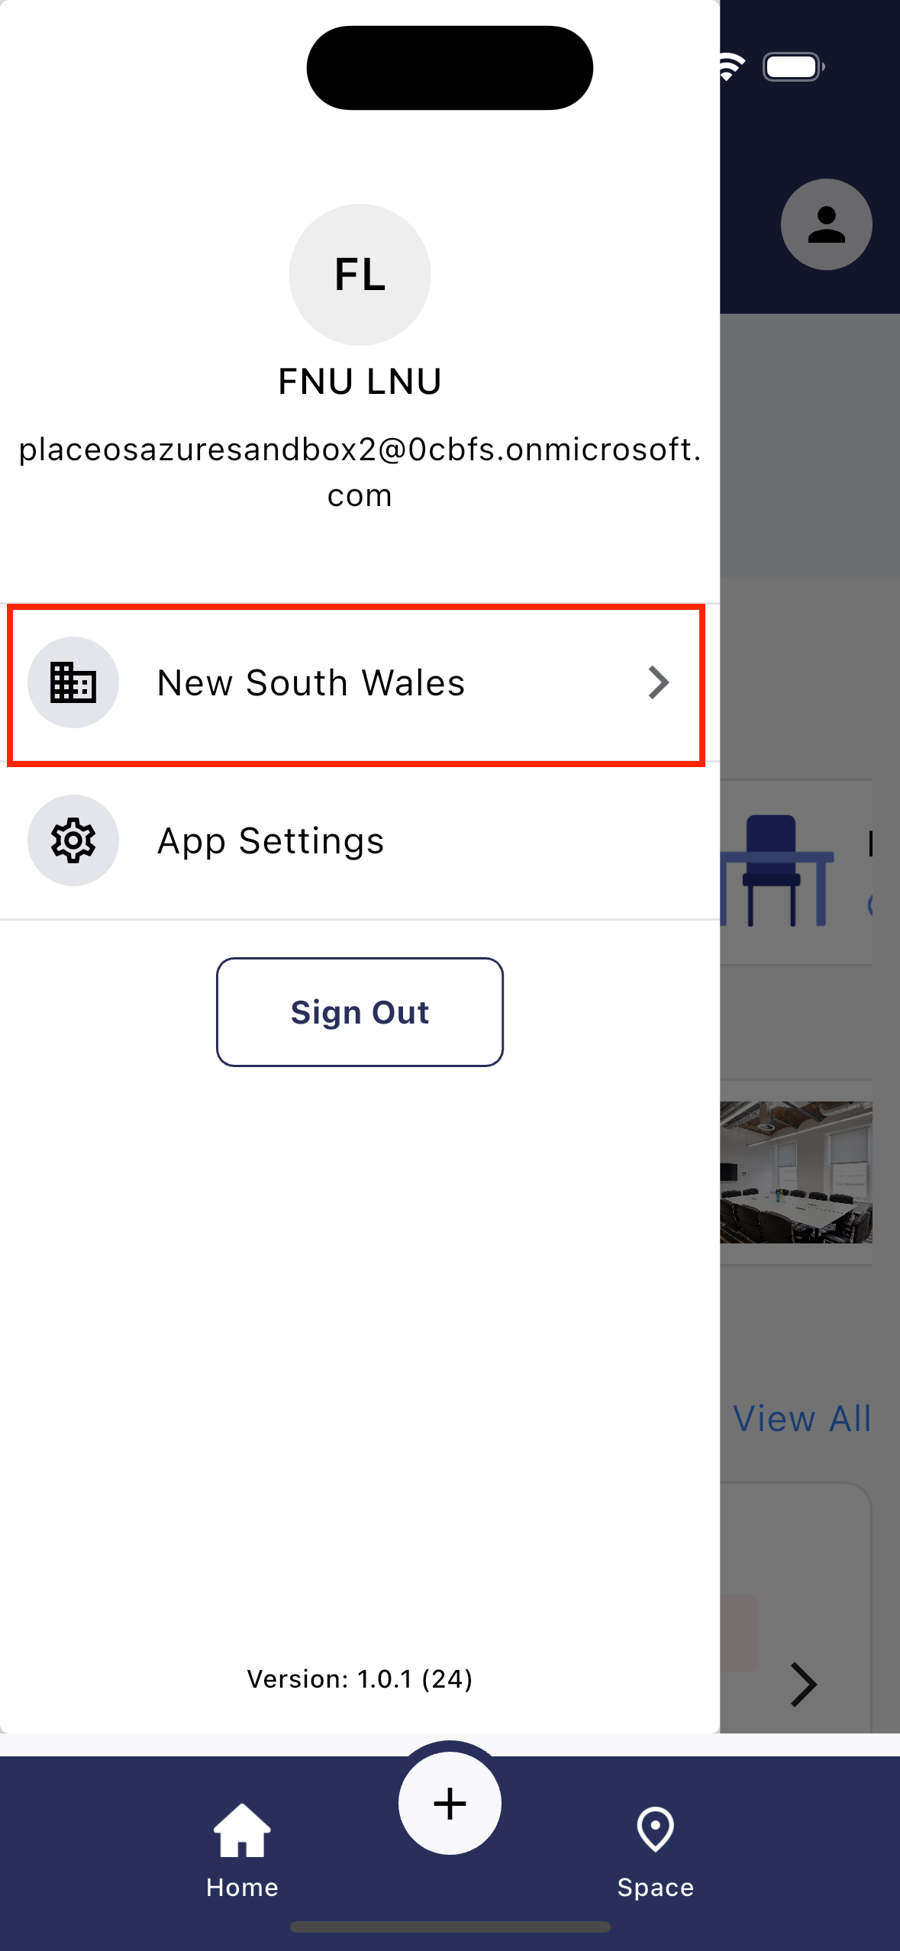 FL
FNU LNU
placeosazuresandbox2@0cbfs.onmicrosoft.
com
New South Wales
App Settings
Sign Out
View All
Version: 1.0.1 (24)
Home
Space